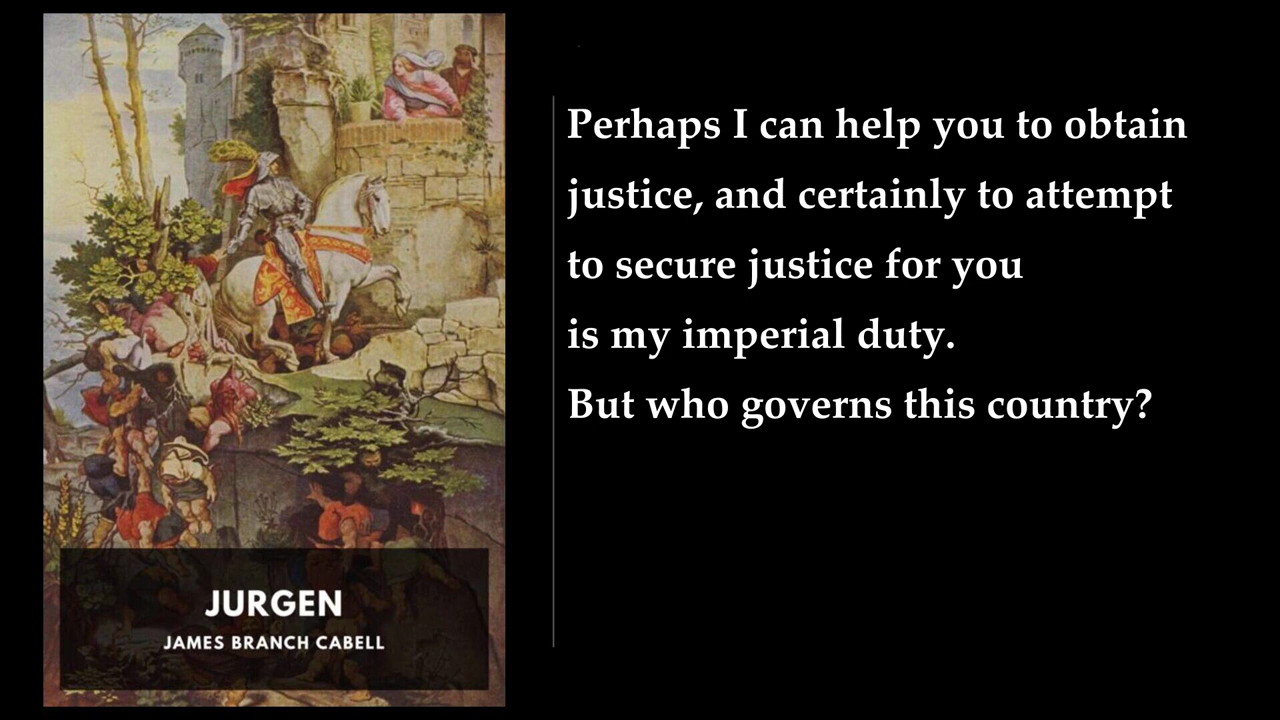 Perhaps I can help you to obtain
justice, and certainly to attempt
to secure justice for you
is my imperial duty.
But who governs this country?
JURGEN
JAMES BRANCH CABELL